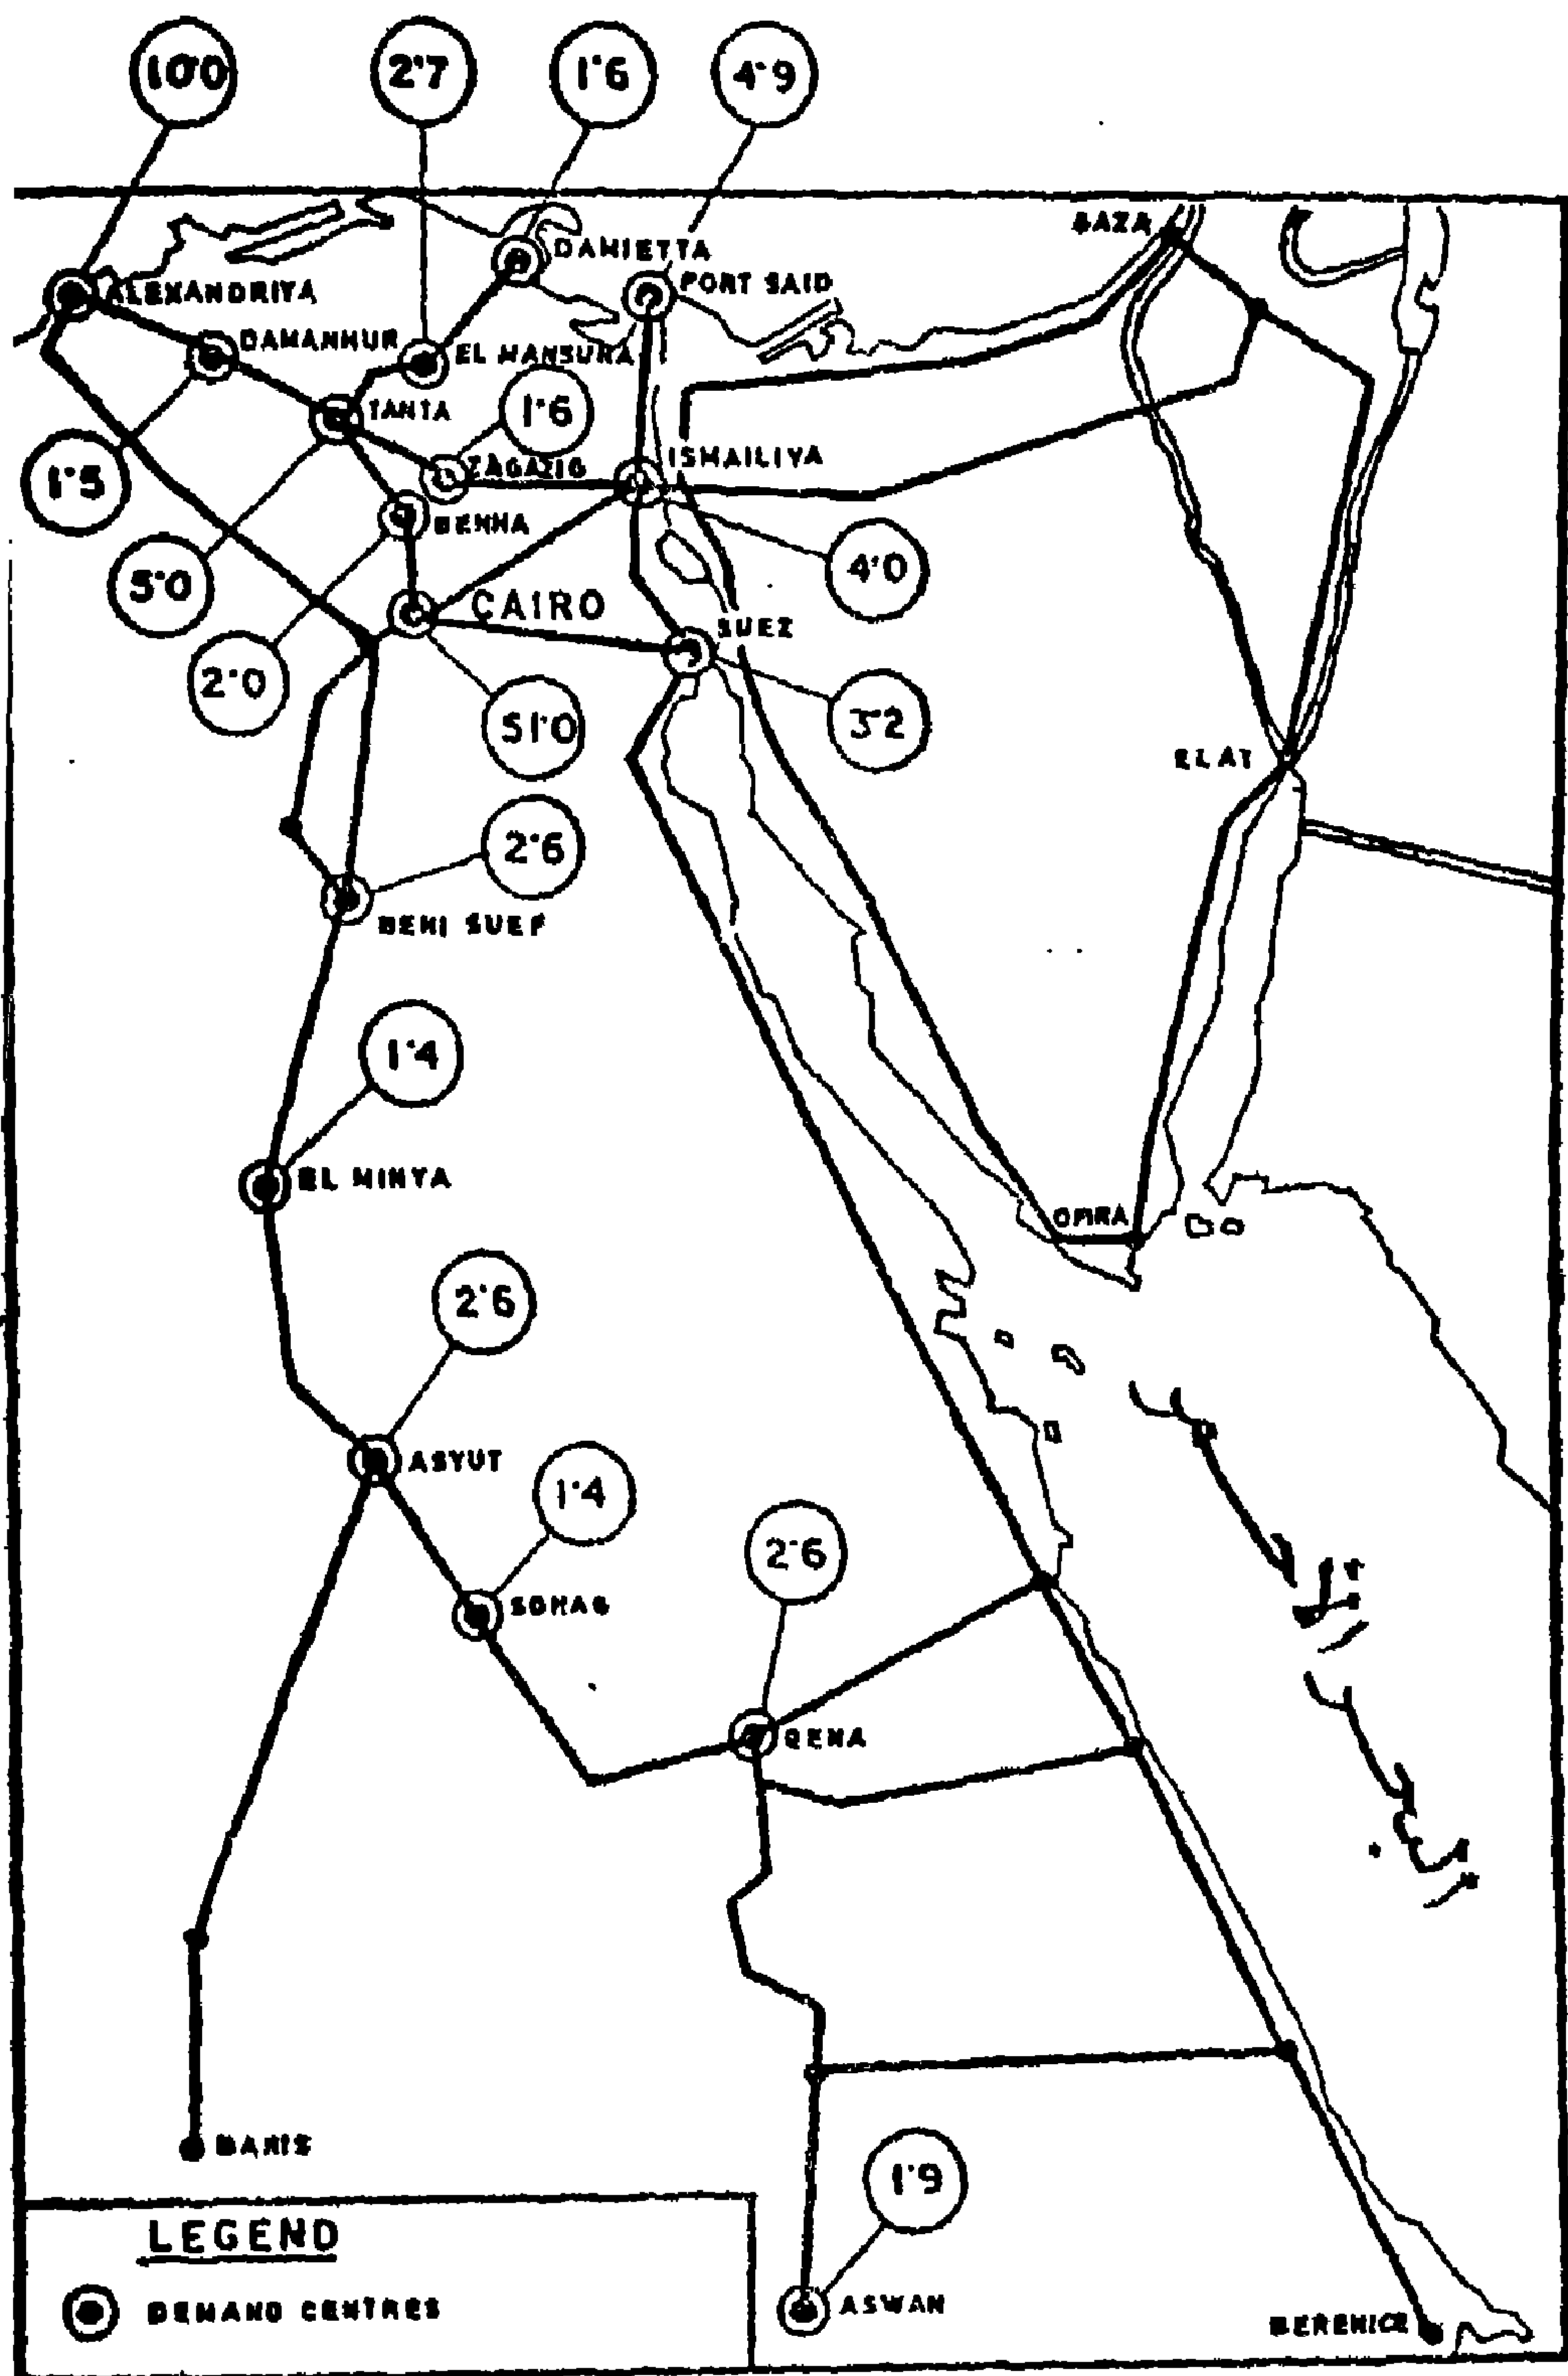 10·0
2·7
1·6
4·9
GAZA
DAMIETTA
PORT SAID
ALEXANDRIYA
DAMANHUR
EL MANSURA
TANTA
1·6
ZAGAZIG
ISMAILIYA
1·5
BENHA
4·0
5·0
CAIRO
SUEZ
2·0
51·0
3·2
ELAT
2·6
BENI SUEF
1·4
EL MINYA
OFIRA
2·6
ASYUT
1·4
2·6
SOHAG
QENA
BARIS
1·9
LEGEND
DEMAND CENTRES
ASWAN
BERENICE